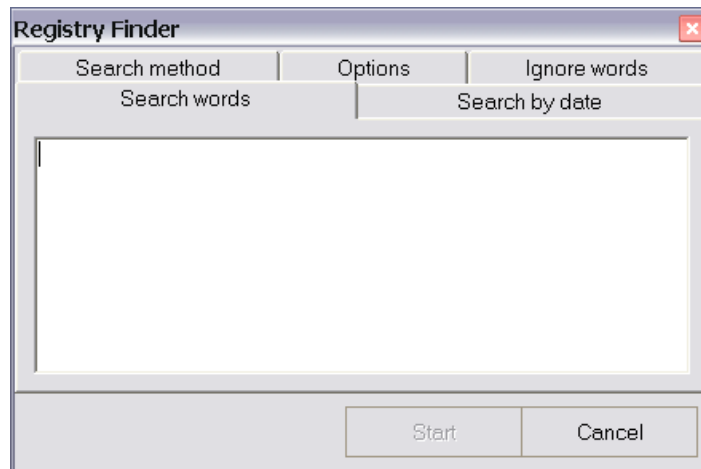 Registry Finder
Search method Options Ignore words
Search words Search by date
Start Cancel